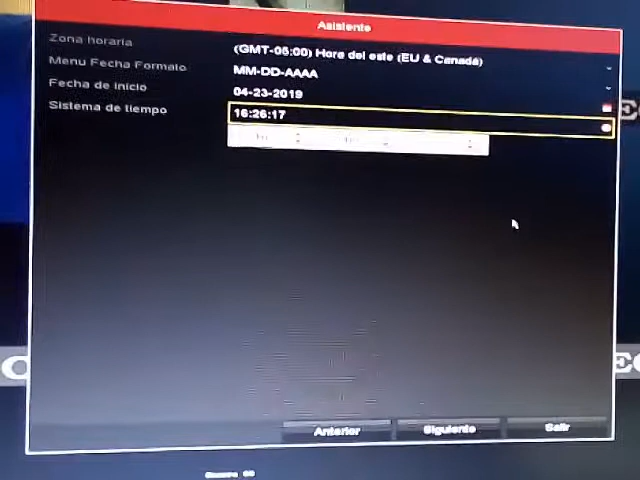 Asistente
Zona horaria (GMT-05:00) Hora del este (EU & Canadá)
Menu Fecha Formato MM-DD-AAAA
Fecha de inicio 04-23-2019
Sistema de tiempo 16:26:17
Anterior Siguiente Salir